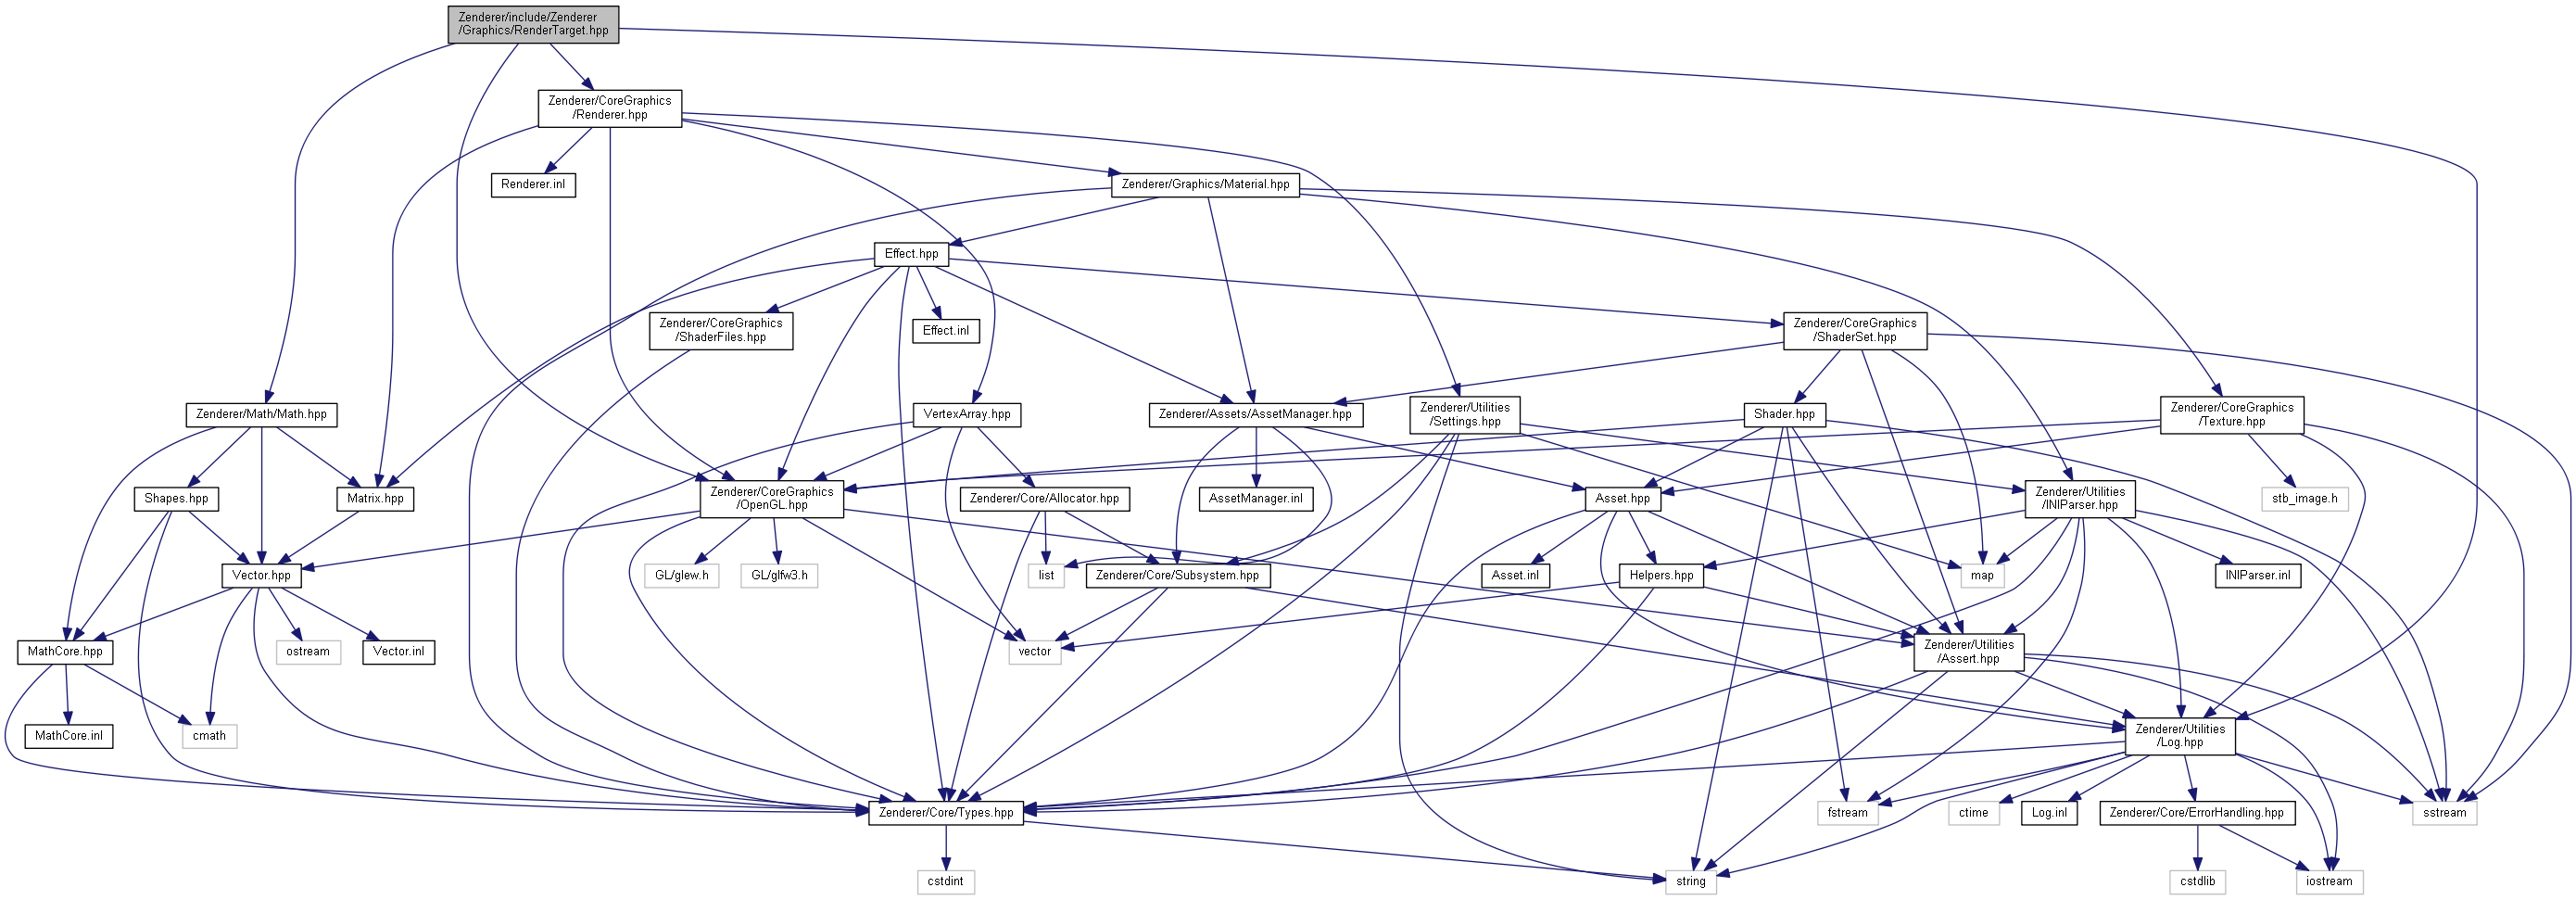 Zenderer/include/Zenderer
/Graphics/RenderTarget.hpp
Zenderer/CoreGraphics
/Renderer.hpp
Renderer.inl
Zenderer/Graphics/Material.hpp
Effect.hpp
Zenderer/CoreGraphics
/ShaderFiles.hpp
Effect.inl
Zenderer/CoreGraphics
/ShaderSet.hpp
Zenderer/Math/Math.hpp
VertexArray.hpp
Zenderer/Assets/AssetManager.hpp
Zenderer/Utilities
/Settings.hpp
Shader.hpp
Zenderer/CoreGraphics
/Texture.hpp
Shapes.hpp
Matrix.hpp
Zenderer/CoreGraphics
/OpenGL.hpp
Zenderer/Core/Allocator.hpp
AssetManager.inl
Asset.hpp
Zenderer/Utilities
/INIParser.hpp
stb_image.h
Vector.hpp
GL/glew.h
GL/glfw3.h
list
Zenderer/Core/Subsystem.hpp
Asset.inl
Helpers.hpp
map
INIParser.inl
MathCore.hpp
ostream
Vector.inl
vector
Zenderer/Utilities
/Assert.hpp
MathCore.inl
cmath
Zenderer/Utilities
/Log.hpp
Zenderer/Core/Types.hpp
fstream
ctime
Log.inl
Zenderer/Core/ErrorHandling.hpp
sstream
cstdint
string
cstdlib
iostream